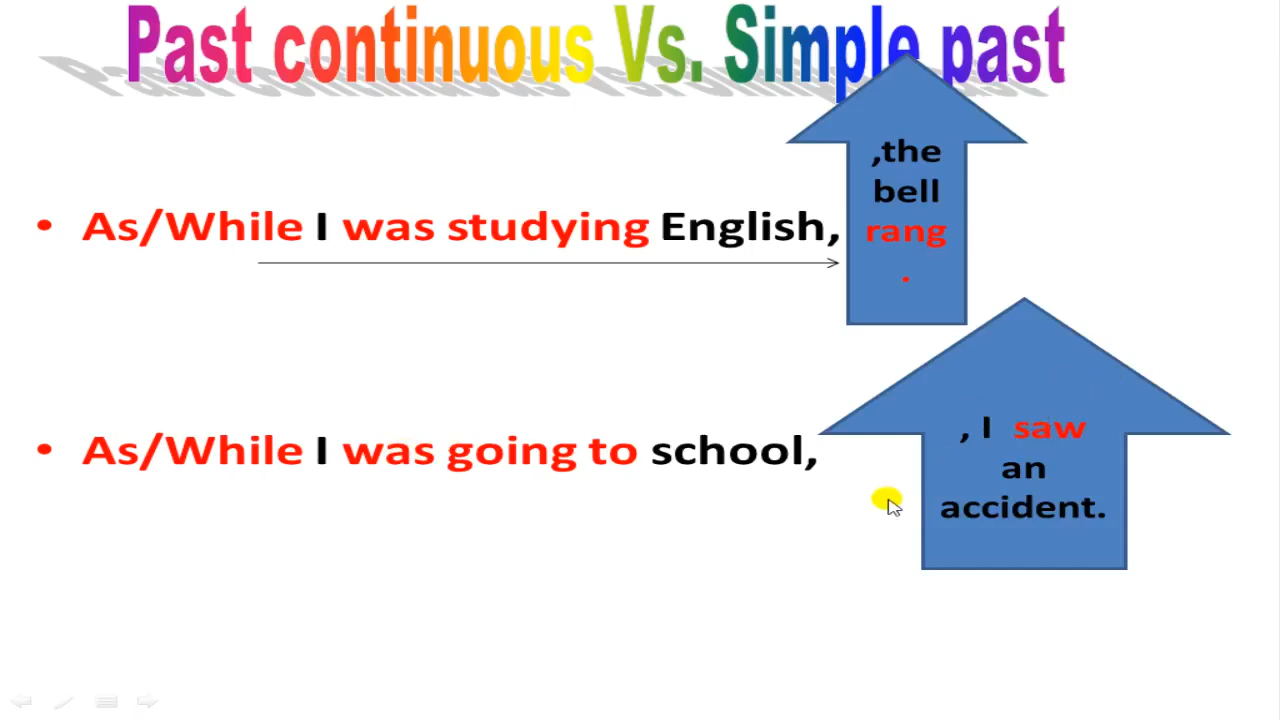 Past continuous Vs. Simple past
• As/While I was studying English,
,the
bell
rang
.
• As/While I was going to school,
, I saw
an
accident.